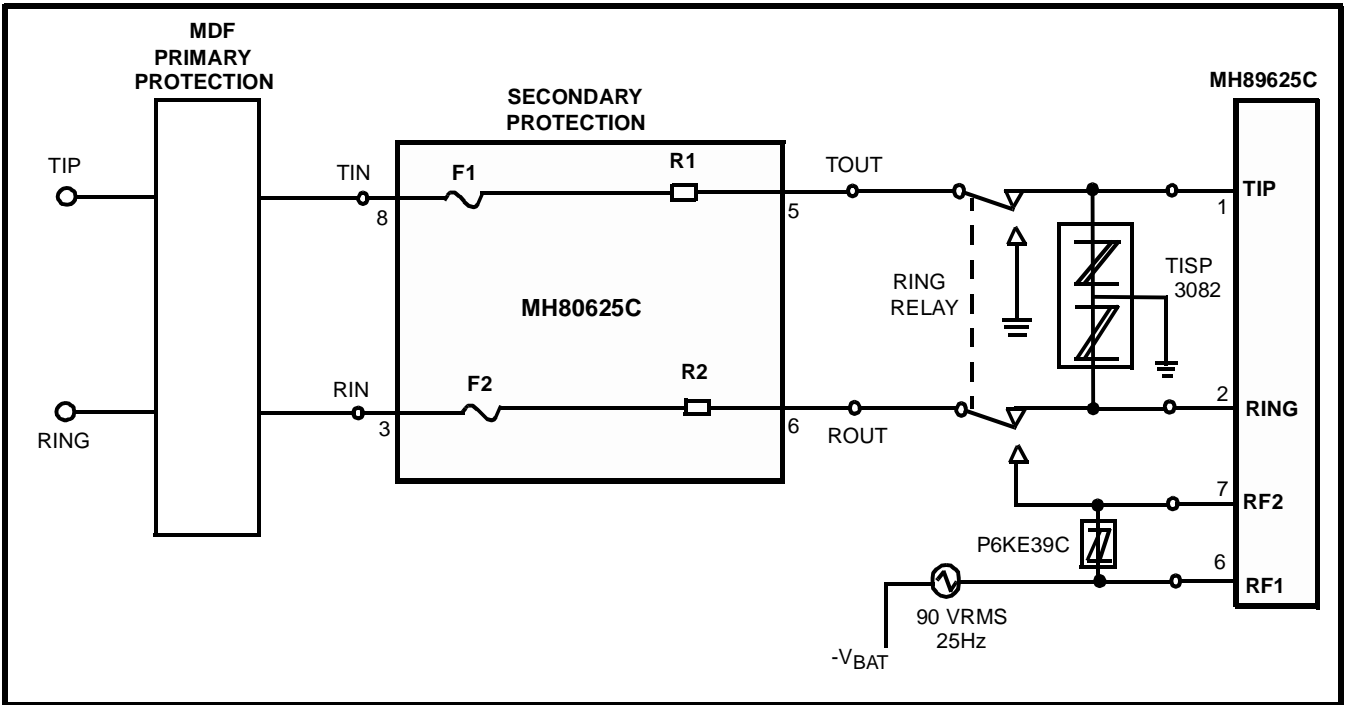 MDF
PRIMARY
PROTECTION
MH89625C
SECONDARY
PROTECTION
TIP
TIN
8
F1
R1
5
TOUT
TIP
1
RING
RELAY
TISP
3082
MH80625C
RING
RIN
3
F2
R2
6
ROUT
2
RING
7
RF2
P6KE39C
6
RF1
90 VRMS
25Hz
-VBAT